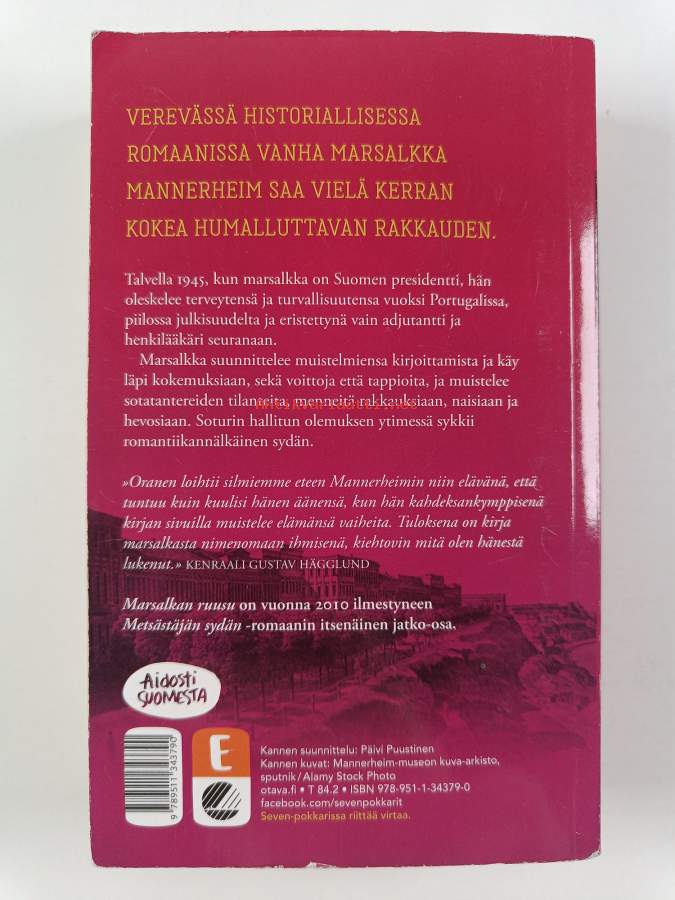 VEREVÄSSÄ HISTORIALLISESSA
ROMAANISSA VANHA MARSALKKA
MANNERHEIM SAA VIELÄ KERRAN
KOKEA HUMALLUTTAVAN RAKKAUDEN.
Talvella 1945, kun marsalkka on Suomen presidentti, hän
oleskelee terveytensä ja turvallisuutensa vuoksi Portugalissa,
piilossa julkisuudelta ja eristettynä vain adjutantti ja
henkilääkäri seuranaan.
Marsalkka suunnittelee muistelmiensa kirjoittamista ja käy
läpi kokemuksiaan, sekä voittoja että tappioita, ja muistelee
sotatantereiden tilanteita, menneitä rakkauksiaan, naisiaan ja
Antikvariaatti.net
hevosiaan. Soturin hallitun olemuksen ytimessä sykkii
romantiikannälkäinen sydän.
»Oranen loihtii silmiemme eteen Mannerheimin niin elävänä, että
tuntuu kuin kuulisi hänen äänensä, kun hän kahdeksankymppisenä
kirjan sivuilla muistelee elämänsä vaiheita. Tuloksena on kirja
marsalkasta nimenomaan ihmisenä, kiehtovin mitä olen hänestä
lukenut.» KENRAALI GUSTAV HÄGGLUND
Marsalkan ruusu on vuonna 2010 ilmestyneen
Metsästäjän sydän -romaanin itsenäinen jatko-osa.
Aidosti
SUOMESTA
9 789511 343790
E
Kannen suunnittelu: Päivi Puustinen
Kannen kuvat: Mannerheim-museon kuva-arkisto,
sputnik / Alamy Stock Photo
otava.fi • T 84.2 • ISBN 978-951-1-34379-0
facebook.com/sevenpokkarit
Seven-pokkarissa riittää virtaa.